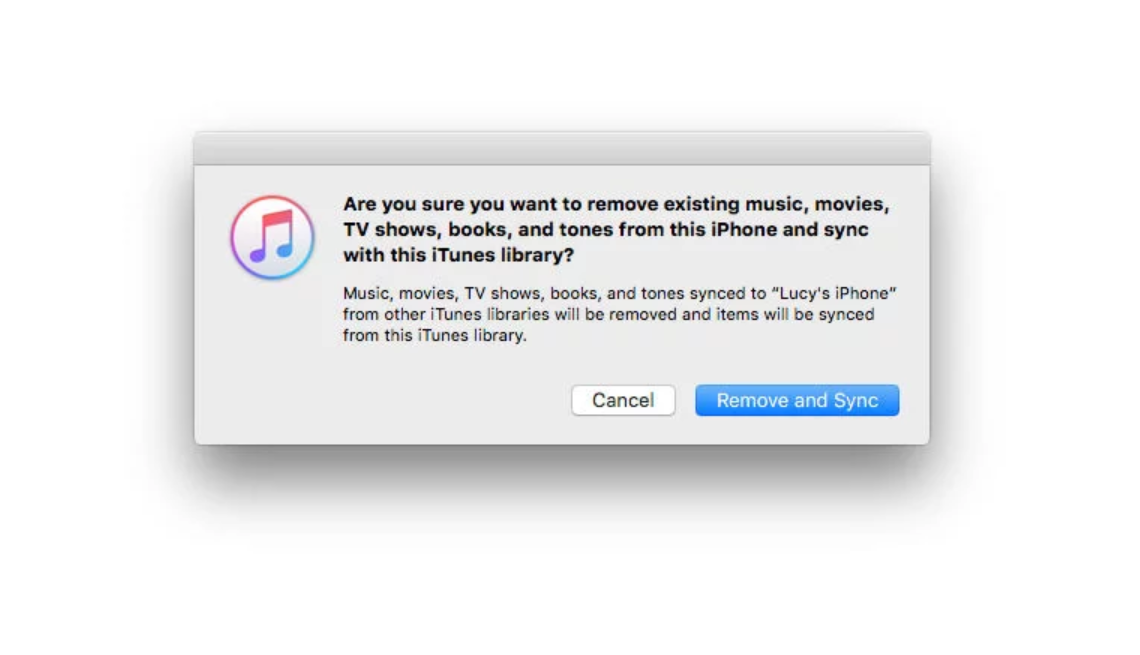 Are you sure you want to remove existing music, movies,
TV shows, books, and tones from this iPhone and sync
with this iTunes library?
Music, movies, TV shows, books, and tones synced to “Lucy's iPhone”
from other iTunes libraries will be removed and items will be synced
from this iTunes library.
Cancel Remove and Sync